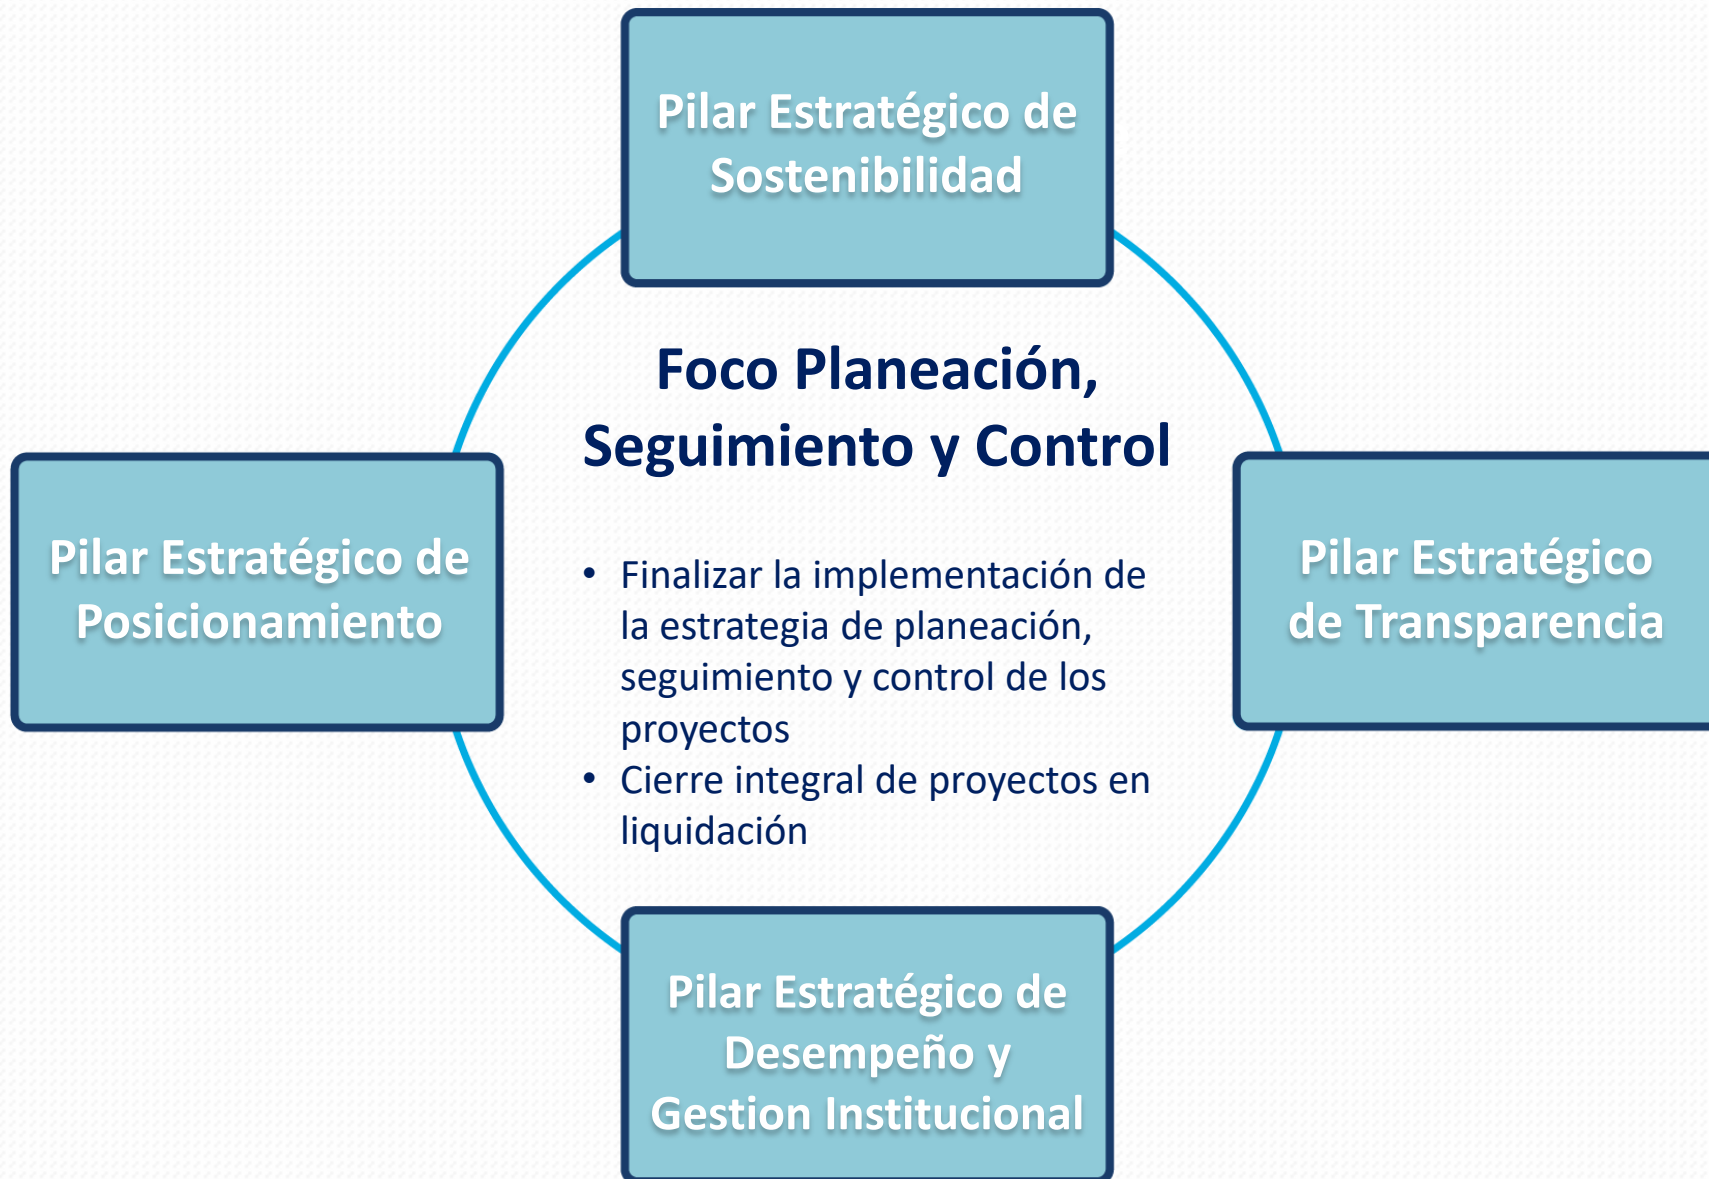 Pilar Estratégico de
Sostenibilidad
Foco Planeación,
Seguimiento y Control
Pilar Estratégico de
Posicionamiento
• Finalizar la implementación de
la estrategia de planeación,
seguimiento y control de los
proyectos
• Cierre integral de proyectos en
liquidación
Pilar Estratégico
de Transparencia
Pilar Estratégico de
Desempeño y
Gestion Institucional